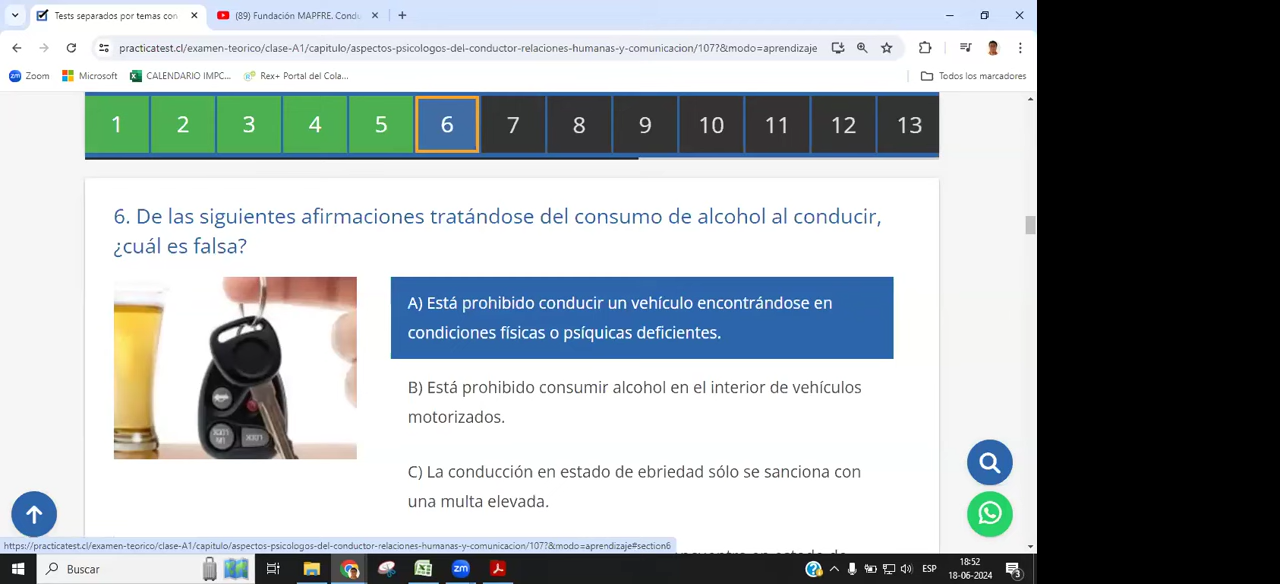 Tests separados por temas con
(89) Fundación MAPFRE. Condu
practicatest.cl/examen-teorico/clase-A1/capitulo/aspectos-psicologos-del-conductor-relaciones-humanas-y-comunicacion/107?&modo=aprendizaje
Zoom
Microsoft
CALENDARIO IMPC...
Rex+ Portal del Cola...
Todos los marcadores
1 2 3 4 5 6 7 8 9 10 11 12 13
6. De las siguientes afirmaciones tratándose del consumo de alcohol al conducir,
¿cuál es falsa?
A) Está prohibido conducir un vehículo encontrándose en
condiciones físicas o psíquicas deficientes.
B) Está prohibido consumir alcohol en el interior de vehículos
motorizados.
C) La conducción en estado de ebriedad sólo se sanciona con
una multa elevada.
https://practicatest.cl/examen-teorico/clase-A1/capitulo/aspectos-psicologos-del-conductor-relaciones-humanas-y-comunicacion/107?&modo=aprendizaje#section6
Buscar
zm
ESP
18:52
18-06-2024
3